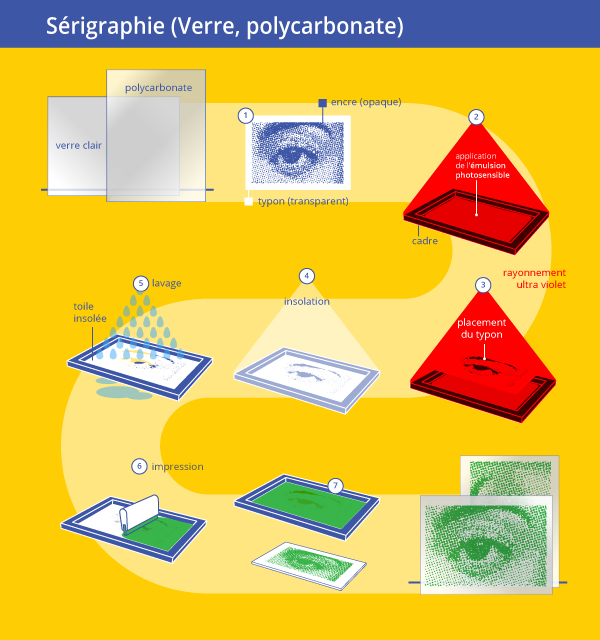 Sérigraphie (Verre, polycarbonate)
polycarbonate
verre clair
1
encre (opaque)
typon (transparent)
2
application
de l'émulsion
photosensible
cadre
rayonnement
ultra violet
3
placement
du typon
4
insolation
5
lavage
toile
insolée
6
impression
7